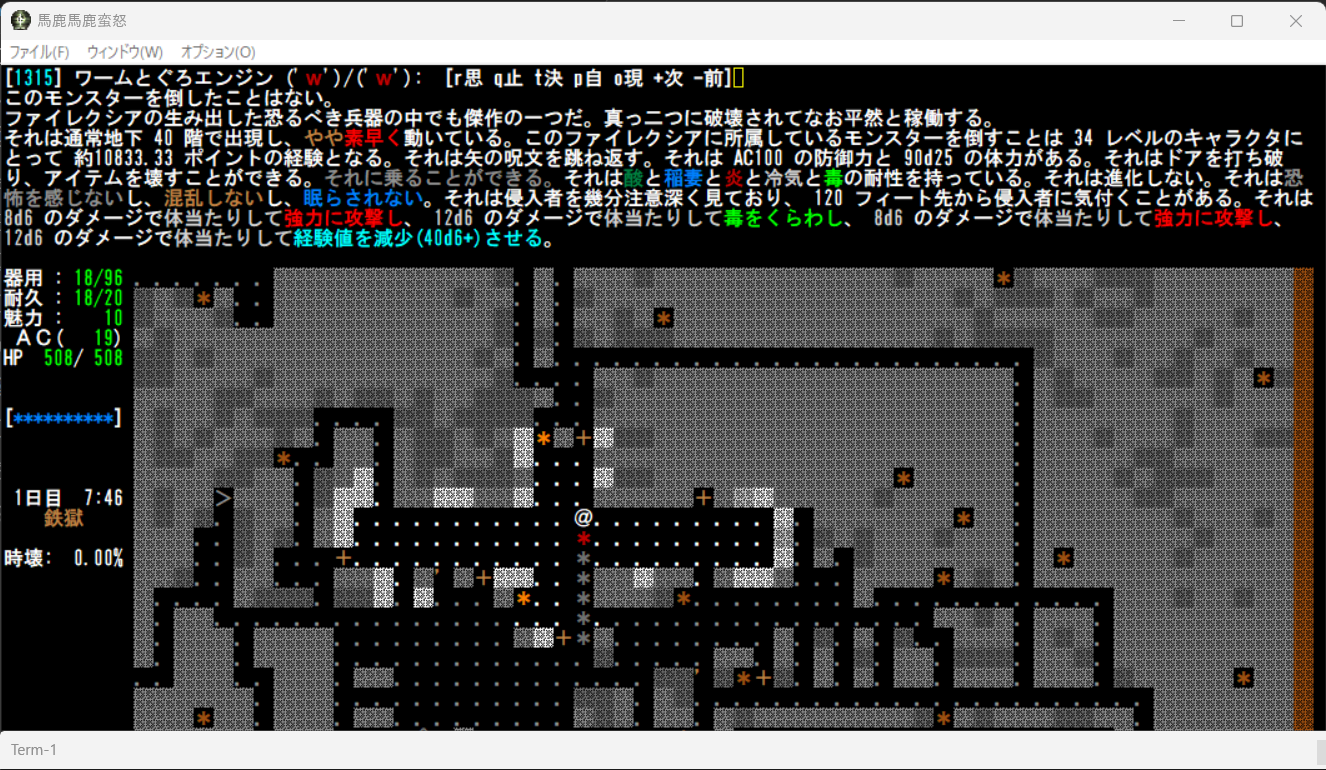 馬鹿馬鹿蛮怒
ファイル(F) ウィンドウ(W) オプション(O)
[1315] ワームとぐろエンジン ('w')/('w'): [r思 q止 t決 p自 o現 +次 -前]
このモンスターを倒したことはない。
ファイレクシアの生み出した恐るべき兵器の中でも傑作の一つだ。真っ二つに破壊されてなお平然と稼働する。
それは通常地下 40 階で出現し、やや素早く動いている。このファイレクシアに所属しているモンスターを倒すことは 34 レベルのキャラクタに
とって 約10833.33 ポイントの経験となる。それは矢の呪文を跳ね返す。それは AC100 の防御力と 90d25 の体力がある。それはドアを打ち破
り、アイテムを壊すことができる。それに乗ることができる。それは酸と稲妻と炎と冷気と毒の耐性を持っている。それは進化しない。それは恐
怖を感じないし、混乱しないし、眠らされない。それは侵入者を幾分注意深く見ており、 120 フィート先から侵入者に気付くことがある。それは
8d6 のダメージで体当たりして強力に攻撃し、 12d6 のダメージで体当たりして毒をくらわし、 8d6 のダメージで体当たりして強力に攻撃し、
12d6 のダメージで体当たりして経験値を減少(40d6+)させる。
器用 : 18/96
耐久 : 18/20
魅力 : 10
AC( 19)
HP 508/ 508
[**********]
1日目 7:46
鉄獄
時壊: 0.00%
Term-1